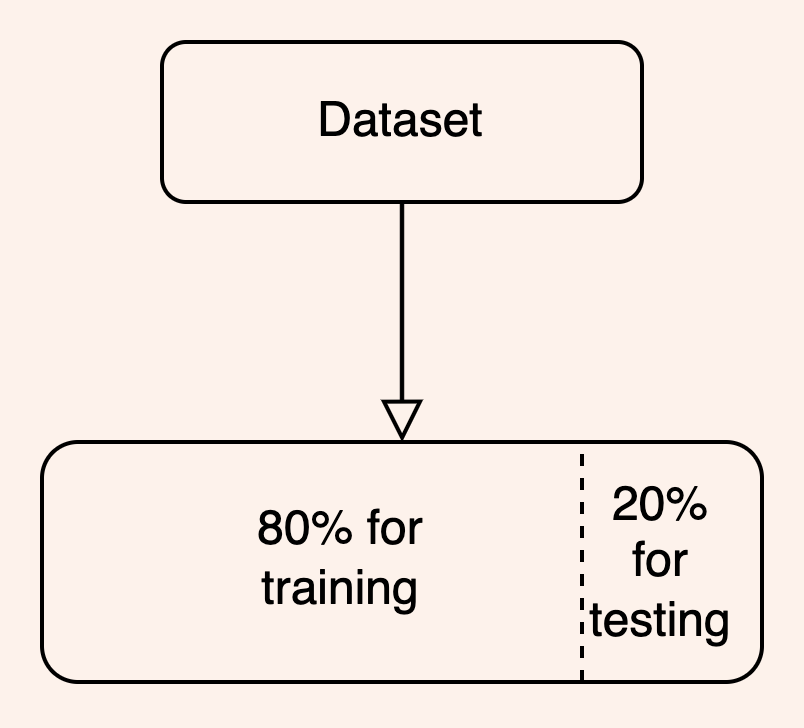 Dataset
80% for
training
20%
for
testing